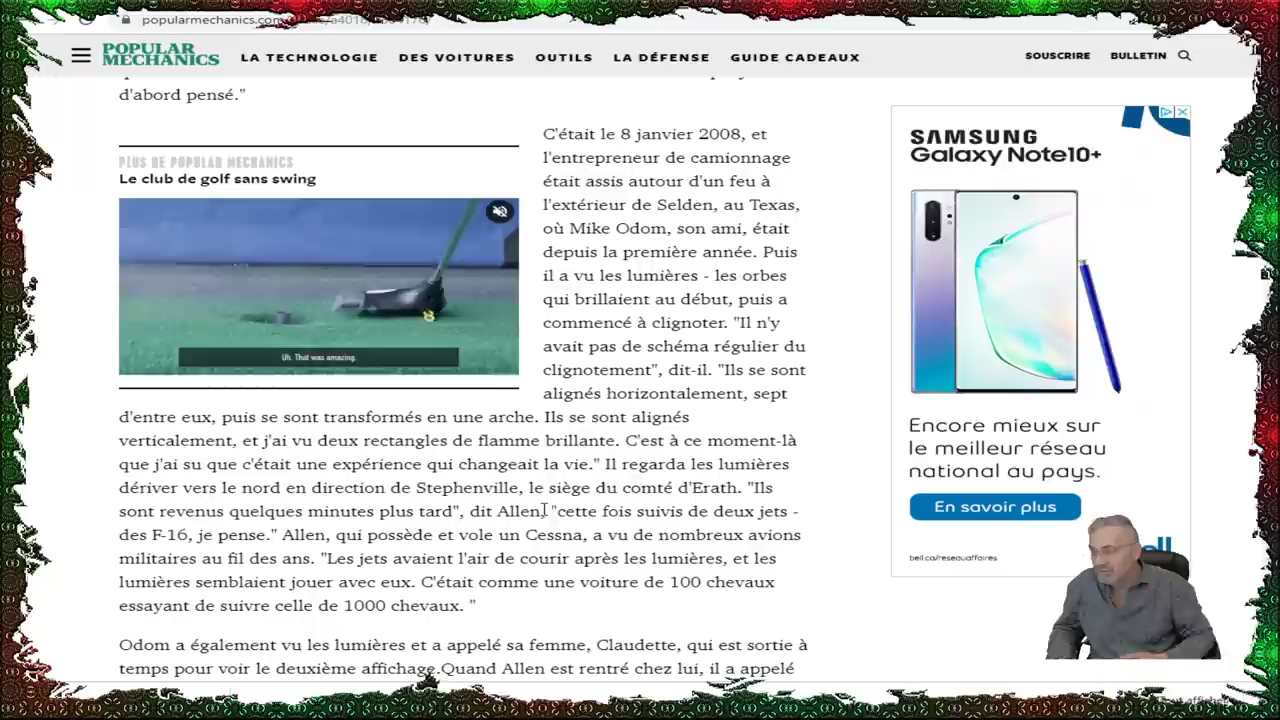 popularmechanics.com
POPULAR
MECHANICS
LA TECHNOLOGIE
DES VOITURES
OUTILS
LA DÉFENSE
GUIDE CADEAUX
SOUSCRIRE
BULLETIN
d'abord pensé."
PLUS DE POPULAR MECHANICS
Le club de golf sans swing
Uh. That was amazing.
C'était le 8 janvier 2008, et
l'entrepreneur de camionnage
était assis autour d'un feu à
l'extérieur de Selden, au Texas,
où Mike Odom, son ami, était
depuis la première année. Puis
il a vu les lumières - les orbes
qui brillaient au début, puis a
commencé à clignoter. "Il n'y
avait pas de schéma régulier du
clignotement", dit-il. "Ils se sont
alignés horizontalement, sept
d'entre eux, puis se sont transformés en une arche. Ils se sont alignés
verticalement, et j'ai vu deux rectangles de flamme brillante. C'est à ce moment-là
que j'ai su que c'était une expérience qui changeait la vie." Il regarda les lumières
dériver vers le nord en direction de Stephenville, le siège du comté d'Erath. "Ils
sont revenus quelques minutes plus tard", dit Allen, "cette fois suivis de deux jets -
des F-16, je pense." Allen, qui possède et vole un Cessna, a vu de nombreux avions
militaires au fil des ans. "Les jets avaient l'air de courir après les lumières, et les
lumières semblaient jouer avec eux. C'était comme une voiture de 100 chevaux
essayant de suivre celle de 1000 chevaux. "
Odom a également vu les lumières et a appelé sa femme, Claudette, qui est sortie à
temps pour voir le deuxième affichage.Quand Allen est rentré chez lui, il a appelé
SAMSUNG
Galaxy Note10+
Encore mieux sur
le meilleur réseau
national au pays.
En savoir plus
bell.ca/reseauaffaires